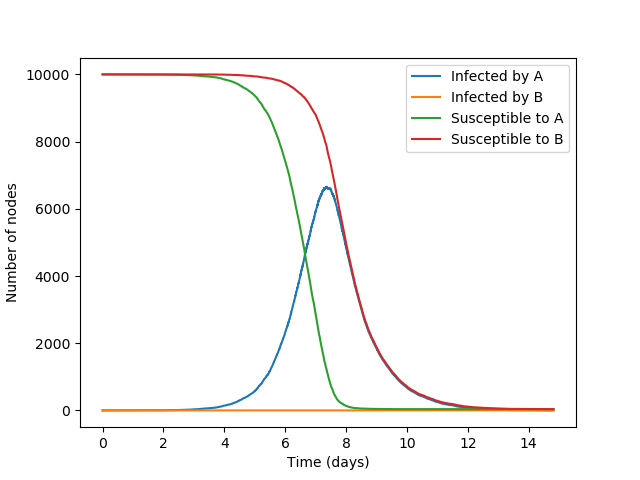 Infected by A
Infected by B
Susceptible to A
Susceptible to B
10000
8000
6000
4000
2000
0
Number of nodes
0 2 4 6 8 10 12 14
Time (days)